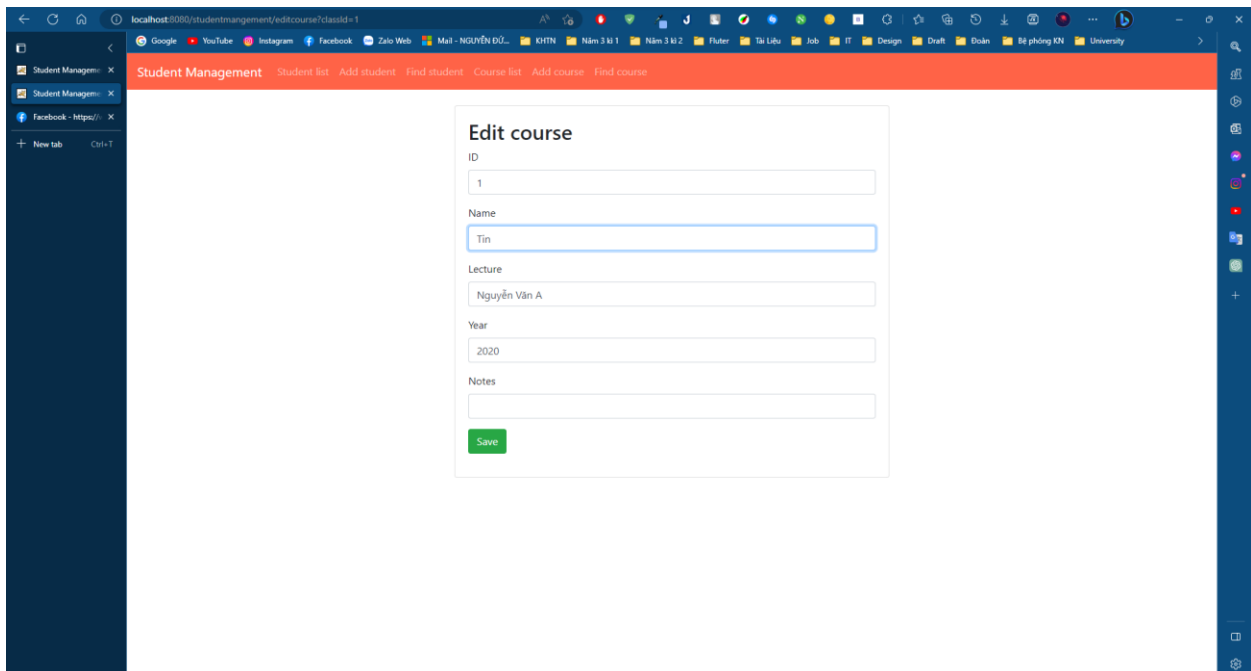 localhost:8080/studentmangement/editcourse?classId=1
Google YouTube Instagram Facebook Zalo Web Mail - NGUYỄN ĐỨ... KHTN Năm 3 kì 1 Năm 3 kì 2 Fluter Tài Liệu Job IT Design Draft Đoàn Bệ phóng KN University
Student Manageme
Student Manageme
Facebook - https://
New tab Ctrl+T
Student Management Student list Add student Find student Course list Add course Find course
Edit course
ID
1
Name
Tin
Lecture
Nguyễn Văn A
Year
2020
Notes
Save